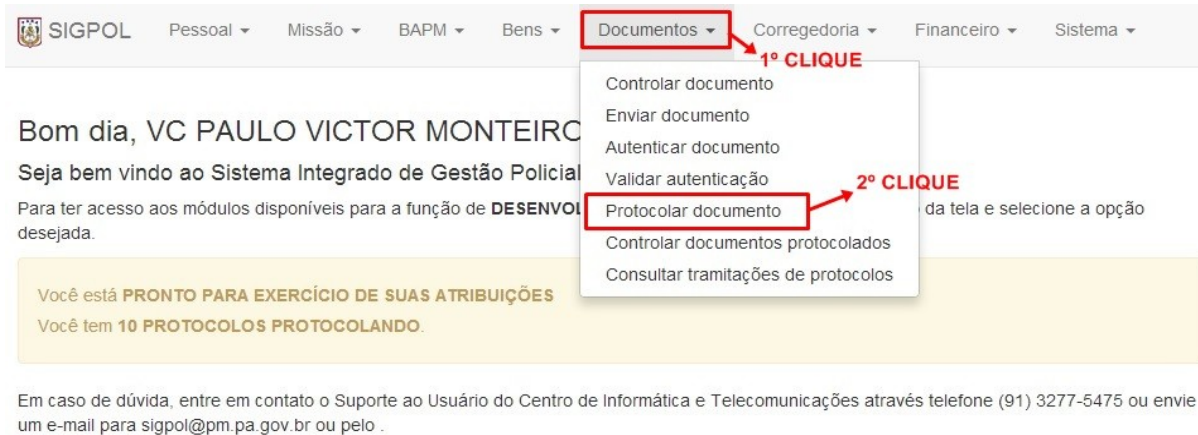 SIGPOL Pessoal Missão BAPM Bens Documentos Corregedoria Financeiro Sistema
1º CLIQUE
Controlar documento
Enviar documento
Autenticar documento
Validar autenticação
2º CLIQUE
Protocolar documento
Controlar documentos protocolados
Consultar tramitações de protocolos
Bom dia, VC PAULO VICTOR MONTEIRO
Seja bem vindo ao Sistema Integrado de Gestão Policial
Para ter acesso aos módulos disponíveis para a função de DESENVOL da tela e selecione a opção
desejada.
Você está PRONTO PARA EXERCÍCIO DE SUAS ATRIBUIÇÕES
Você tem 10 PROTOCOLOS PROTOCOLANDO.
Em caso de dúvida, entre em contato o Suporte ao Usuário do Centro de Informática e Telecomunicações através telefone (91) 3277-5475 ou envie
um e-mail para sigpol@pm.pa.gov.br ou pelo .